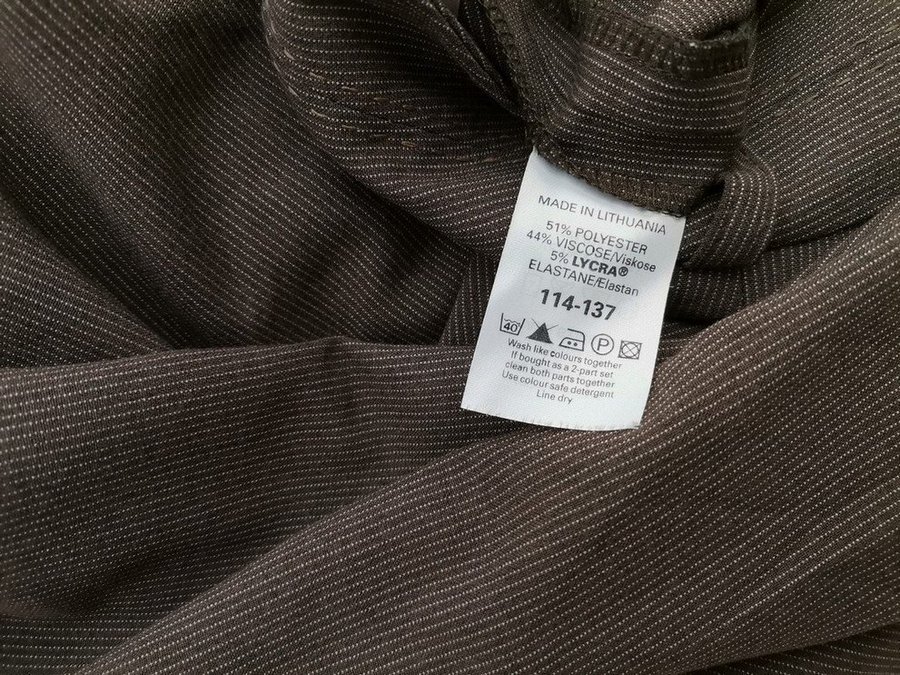 MADE IN LITHUANIA
51% POLYESTER
44% VISCOSE/Viskose
5% LYCRA®
ELASTANE/Elastan
114-137
40 P
Wash like colours together
If bought as a 2-part set
clean both parts together
Use colour safe detergent
Line dry